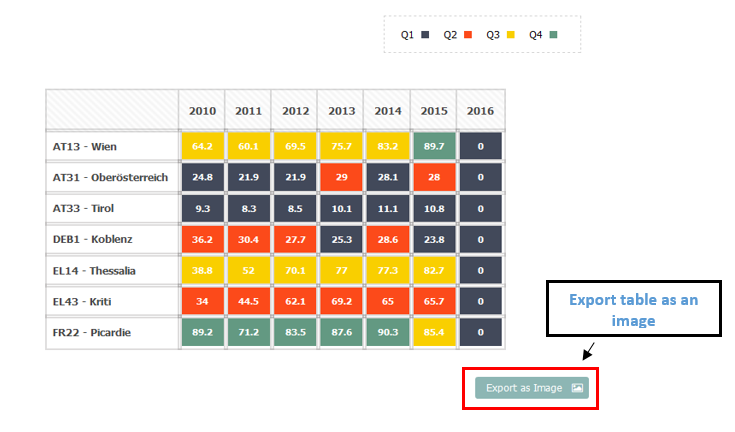 Q1 Q2 Q3 Q4
2010 2011 2012 2013 2014 2015 2016
AT13 - Wien 64.2 60.1 69.5 75.7 83.2 89.7 0
AT31 - Oberösterreich 24.8 21.9 21.9 29 28.1 28 0
AT33 - Tirol 9.3 8.3 8.5 10.1 11.1 10.8 0
DEB1 - Koblenz 36.2 30.4 27.7 25.3 28.6 23.8 0
EL14 - Thessalia 38.8 52 70.1 77 77.3 82.7 0
EL43 - Kriti 34 44.5 62.1 69.2 65 65.7 0
FR22 - Picardie 89.2 71.2 83.5 87.6 90.3 85.4 0
Export table as an
image
Export as Image